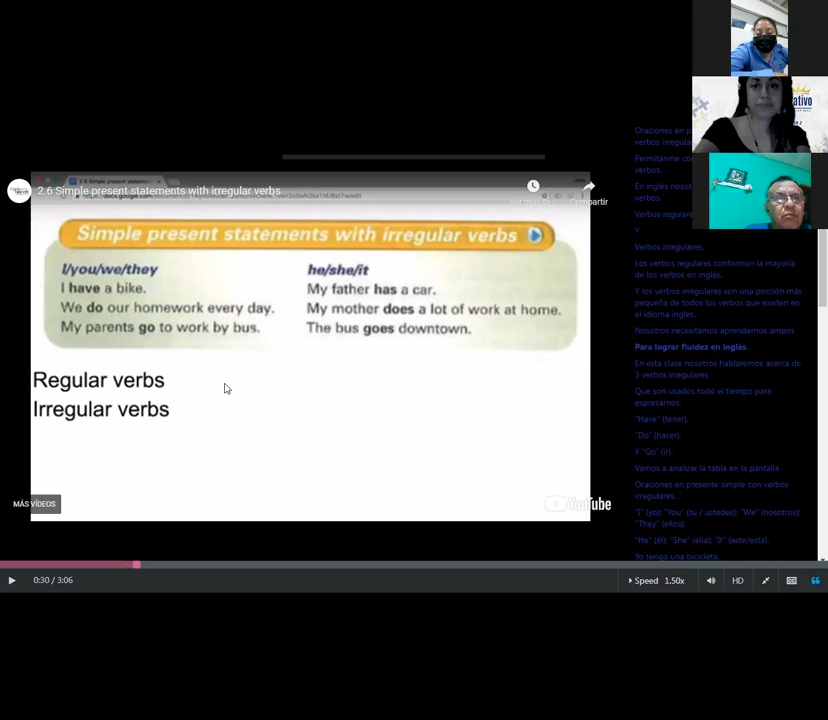 2.6 Simple present statements with irregular verbs
Compartir
Simple present statements with irregular verbs
I/you/we/they
I have a bike.
We do our homework every day.
My parents go to work by bus.
he/she/it
My father has a car.
My mother does a lot of work at home.
The bus goes downtown.
Regular verbs
Irregular verbs
MÁS VÍDEOS
YouTube
0:30 / 3:06
Speed 1.50x
HD
CC
ativo
Oraciones en
verbos
Permitanme
verbos.
En inglés
verbos.
Verbos
Y
Verbos irregulares.
Los verbos regulares conforman la mayoría
de los verbos en inglés.
Y los verbos irregulares son una porción más
pequeña de todos los verbos que existen en
el idioma inglés.
Nosotros necesitamos aprendernos ambos
Para lograr fluidez en inglés.
En esta clase nosotros hablaremos acerca de
3 verbos irregulares
Que son usados todo el tiempo para
expresarnos.
"Have" (tener).
"Do" (hacer).
Y "Go" (ir).
Vamos a analizar la tabla en la pantalla
Oraciones en presente simple con verbos
irregulares.
"I" (yo); "You" (tu / ustedes); "We" (nosotros);
"They" (ellos).
"He" (él); "She" (ella); "It" (este/esta).
Yo tengo una bicicleta.